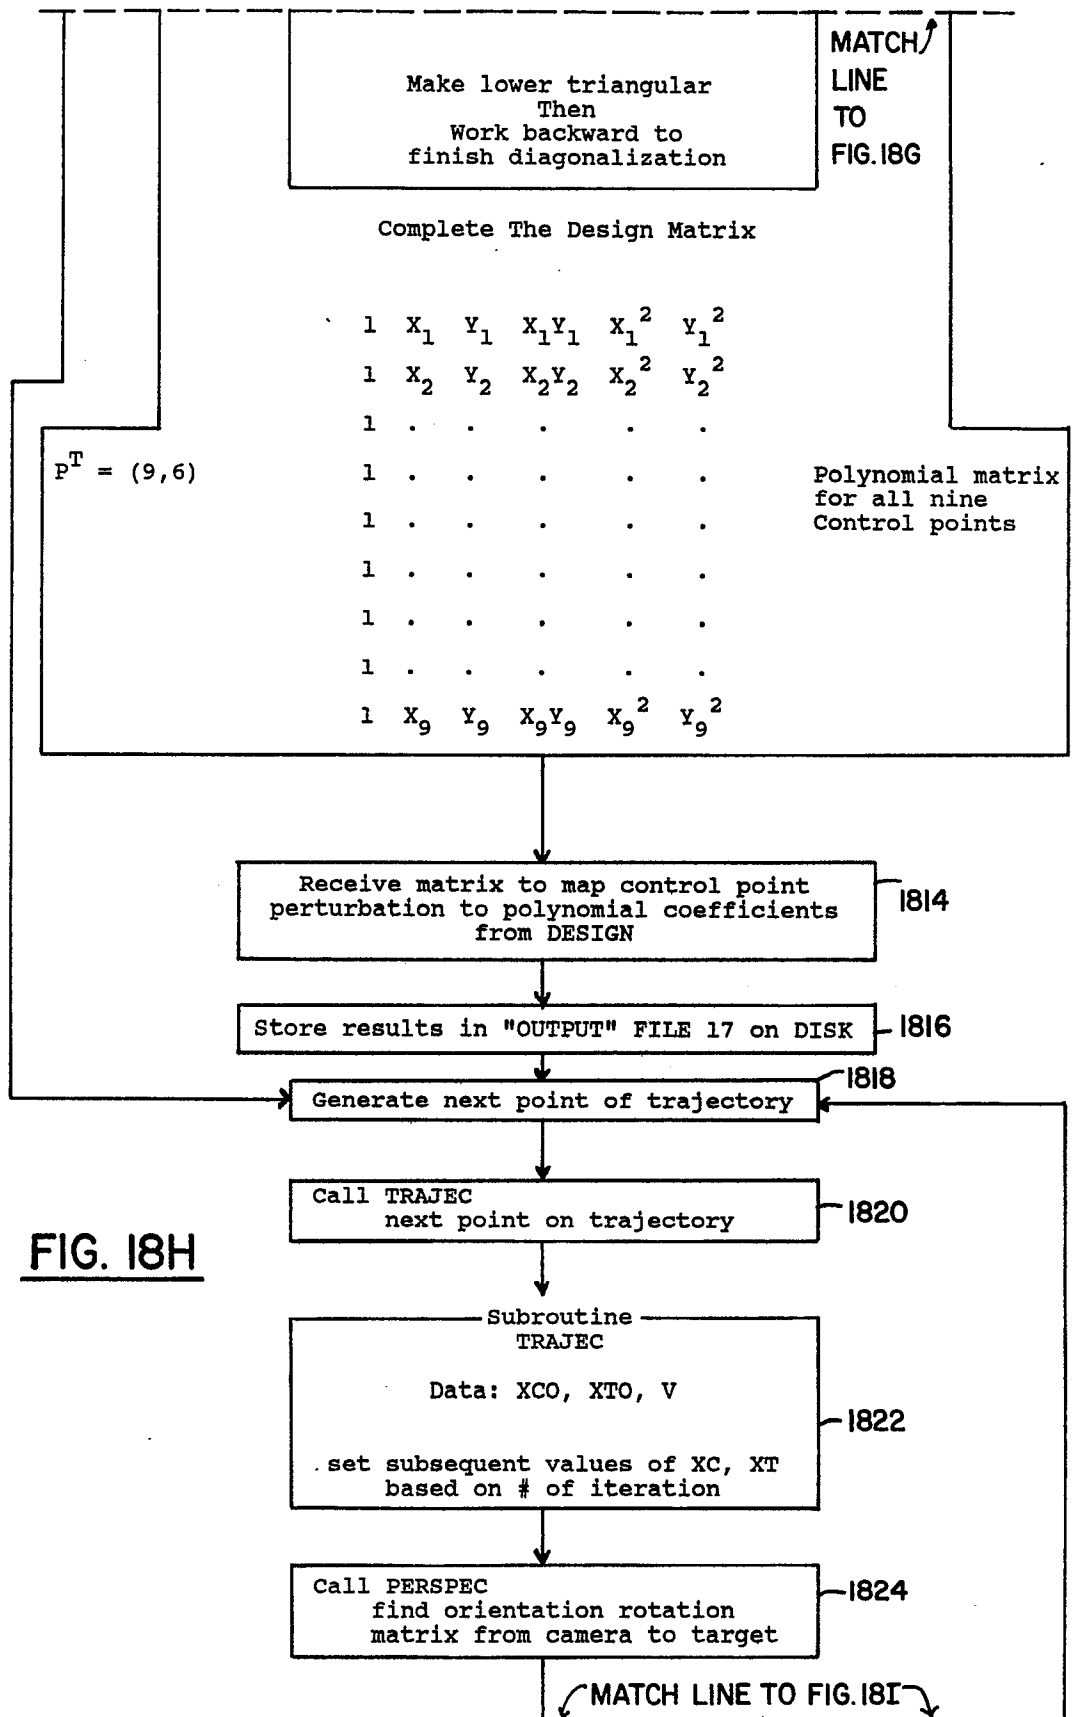 MATCH
LINE
TO
FIG.18G
Make lower triangular
Then
Work backward to
finish diagonalization
Complete The Design Matrix
1 X₁ Y₁ X₁Y₁ X₁² Y₁²
1 X₂ Y₂ X₂Y₂ X₂² Y₂²
1 . . . . .
1 . . . . .
1 . . . . .
1 . . . . .
1 . . . . .
1 . . . . .
1 X₉ Y₉ X₉Y₉ X₉² Y₉²
Pᵀ = (9,6)
Polynomial matrix
for all nine
Control points
Receive matrix to map control point
perturbation to polynomial coefficients
from DESIGN
1814
Store results in "OUTPUT" FILE 17 on DISK
1816
1818
Generate next point of trajectory
Call TRAJEC
next point on trajectory
1820
FIG. 18H
Subroutine
TRAJEC
Data: XCO, XTO, V
1822
set subsequent values of XC, XT
based on # of iteration
Call PERSPEC
find orientation rotation
matrix from camera to target
1824
MATCH LINE TO FIG.18I